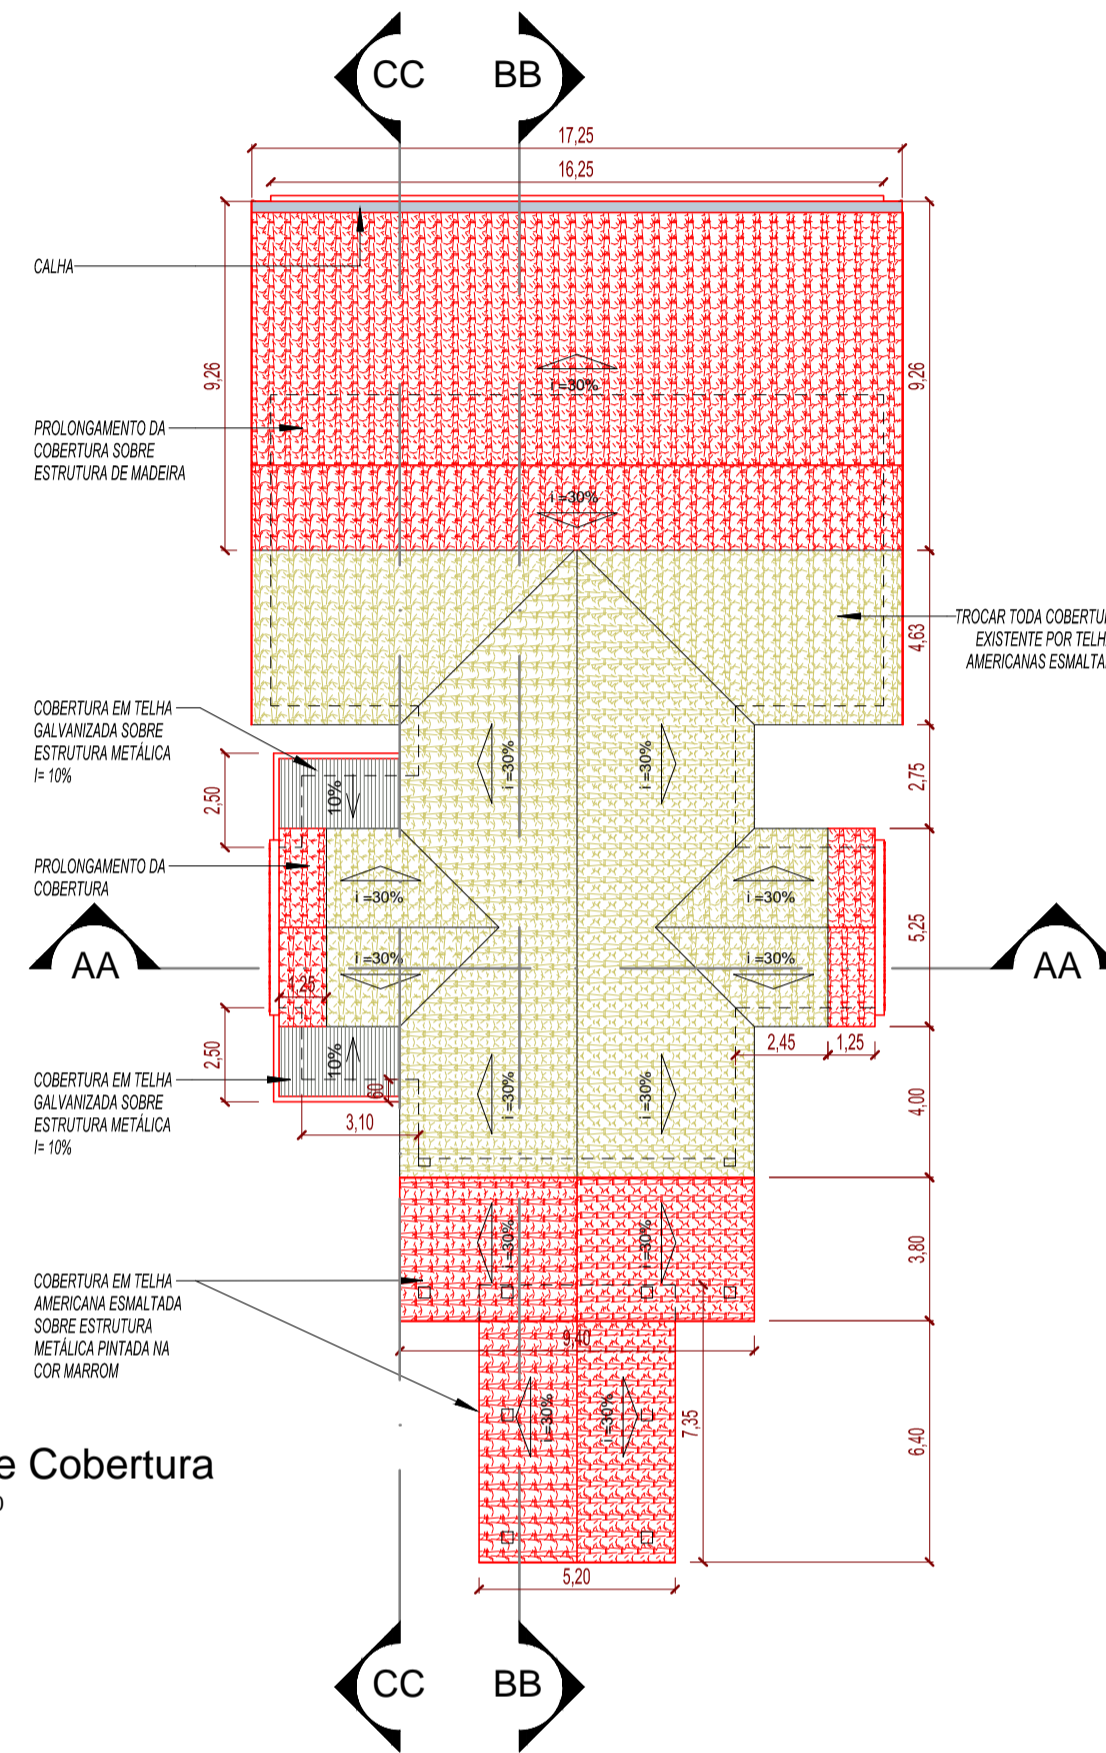 CC
BB
17,25
16,25
CALHA
9,26
9,26
i =30%
PROLONGAMENTO DA
COBERTURA SOBRE
ESTRUTURA DE MADEIRA
i =30%
TROCAR TODA COBERTUR
EXISTENTE POR TELH
AMERICANAS ESMALTA
4,63
COBERTURA EM TELHA
GALVANIZADA SOBRE
ESTRUTURA METÁLICA
I= 10%
2,50
10%
i =30%
i =30%
2,75
PROLONGAMENTO DA
COBERTURA
i =30%
i =30%
5,25
AA
i =30%
i =30%
AA
1,25
2,50
10%
60
2,45
1,25
COBERTURA EM TELHA
GALVANIZADA SOBRE
ESTRUTURA METÁLICA
I= 10%
3,10
i =30%
i =30%
4,00
i =30%
i =30%
3,80
COBERTURA EM TELHA
AMERICANA ESMALTADA
SOBRE ESTRUTURA
METÁLICA PINTADA NA
COR MARROM
9,40
i =30%
i =30%
7,35
6,40
e Cobertura
5,20
CC
BB